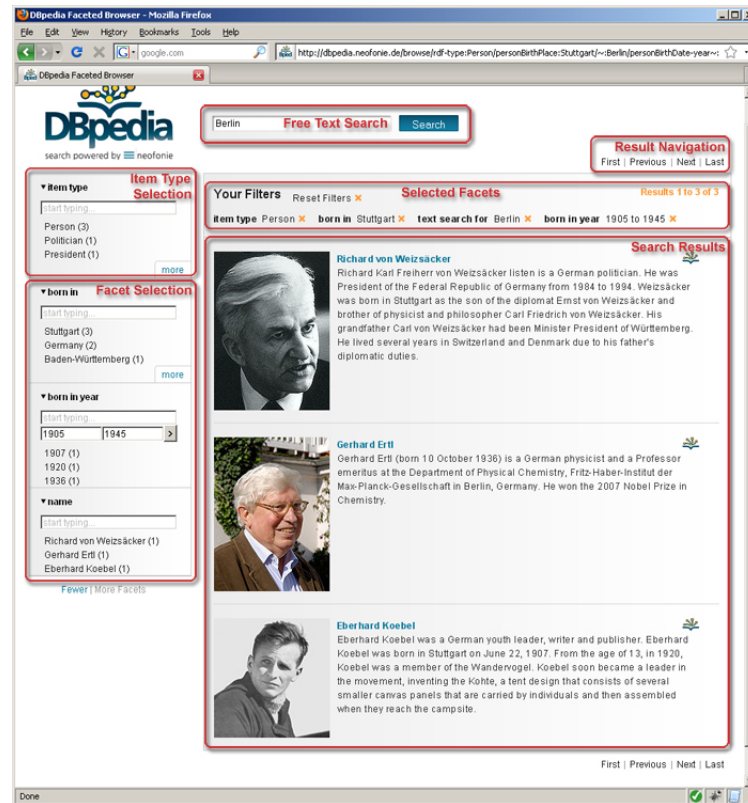 DBpedia Faceted Browser - Mozilla Firefox
File Edit View History Bookmarks Tools Help
google.com
http://dbpedia.neofonie.de/browse/rdf-type:Person/personBirthPlace:Stuttgart/~:Berlin/personBirthDate-year~:
DBpedia Faceted Browser
DBpedia
search powered by neofonie
Berlin Free Text Search Search
Result Navigation
First | Previous | Next | Last
Item Type Selection
item type
start typing...
Person (3)
Politician (1)
President (1)
more
Facet Selection
born in
start typing...
Stuttgart (3)
Germany (2)
Baden-Württemberg (1)
more
born in year
start typing...
1905 1945 >
1907 (1)
1920 (1)
1936 (1)
name
start typing...
Richard von Weizsäcker (1)
Gerhard Ertl (1)
Eberhard Koebel (1)
Fewer | More Facets
Your Filters Reset Filters × Selected Facets Results 1 to 3 of 3
item type Person × born in Stuttgart × text search for Berlin × born in year 1905 to 1945 ×
Search Results
Richard von Weizsäcker
Richard Karl Freiherr von Weizsäcker listen is a German politician. He was
President of the Federal Republic of Germany from 1984 to 1994. Weizsäcker
was born in Stuttgart as the son of the diplomat Ernst von Weizsäcker and
brother of physicist and philosopher Carl Friedrich von Weizsäcker. His
grandfather Carl von Weizsäcker had been Minister President of Württemberg.
He lived several years in Switzerland and Denmark due to his father's
diplomatic duties.
Gerhard Ertl
Gerhard Ertl (born 10 October 1936) is a German physicist and a Professor
emeritus at the Department of Physical Chemistry, Fritz-Haber-Institut der
Max-Planck-Gesellschaft in Berlin, Germany. He won the 2007 Nobel Prize in
Chemistry.
Eberhard Koebel
Eberhard Koebel was a German youth leader, writer and publisher. Eberhard
Koebel was born in Stuttgart on June 22, 1907. From the age of 13, in 1920,
Koebel was a member of the Wandervogel. Koebel soon became a leader in
the movement, inventing the Kohte, a tent design that consists of several
smaller canvas panels that are carried by individuals and then assembled
when they reach the campsite.
First | Previous | Next | Last
Done